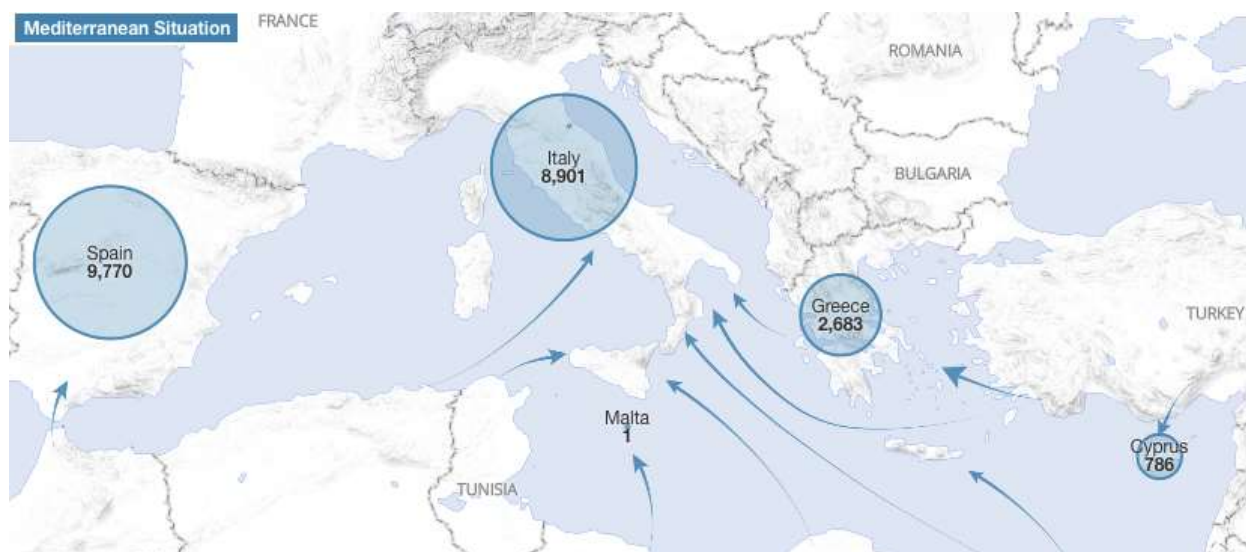 Mediterranean Situation
FRANCE
ROMANIA
Italy
8,901
BULGARIA
Spain
9,770
Greece
2,683
TURKEY
Malta
1
Cyprus
786
TUNISIA